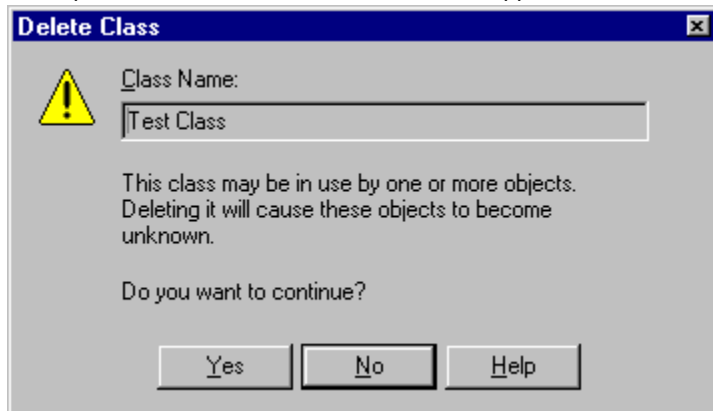 Delete Class
Class Name:
Test Class
This class may be in use by one or more objects.
Deleting it will cause these objects to become
unknown.
Do you want to continue?
Yes No Help